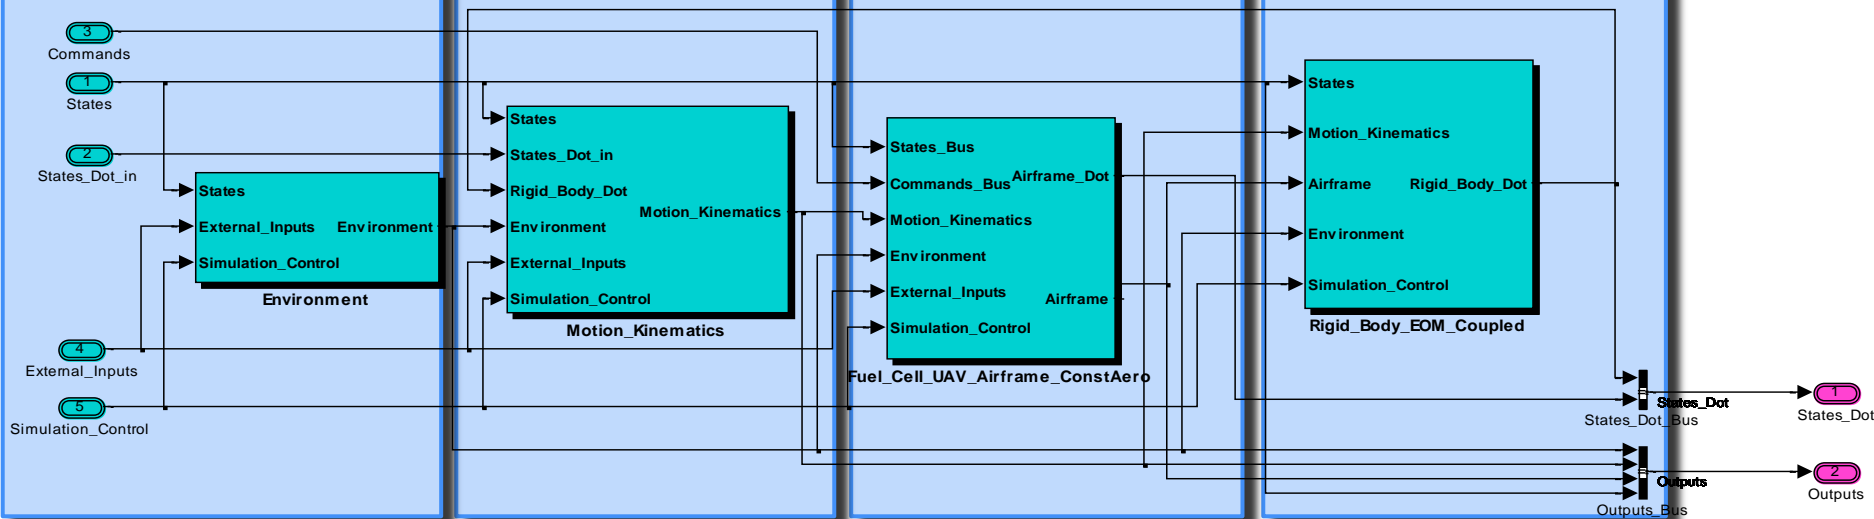 3
Commands
1
States
2
States_Dot_in
4
External_Inputs
5
Simulation_Control
States
External_Inputs
Simulation_Control
Environment
Environment
States
States_Dot_in
Rigid_Body_Dot
Environment
External_Inputs
Simulation_Control
Motion_Kinematics
Motion_Kinematics
States_Bus
Commands_Bus
Motion_Kinematics
Environment
External_Inputs
Simulation_Control
Airframe_Dot
Airframe
Fuel_Cell_UAV_Airframe_ConstAero
States
Motion_Kinematics
Airframe
Environment
Simulation_Control
Rigid_Body_Dot
Rigid_Body_EOM_Coupled
States_Dot
States_Dot_Bus
Outputs
Outputs_Bus
1
States_Dot
2
Outputs